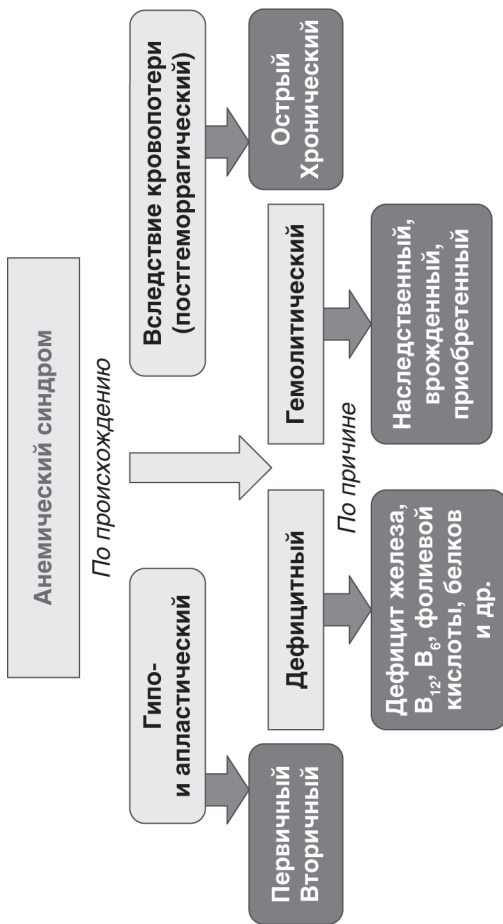 Анемический синдром
По происхождению
Гипо-
и апластический
Вследствие кровопотери
(постгеморрагический)
Первичный
Вторичный
Дефицитный
Гемолитический
Острый
Хронический
По причине
Дефицит железа,
B₁₂, B₆, фолиевой
кислоты, белков
и др.
Наследственный,
врожденный,
приобретенный